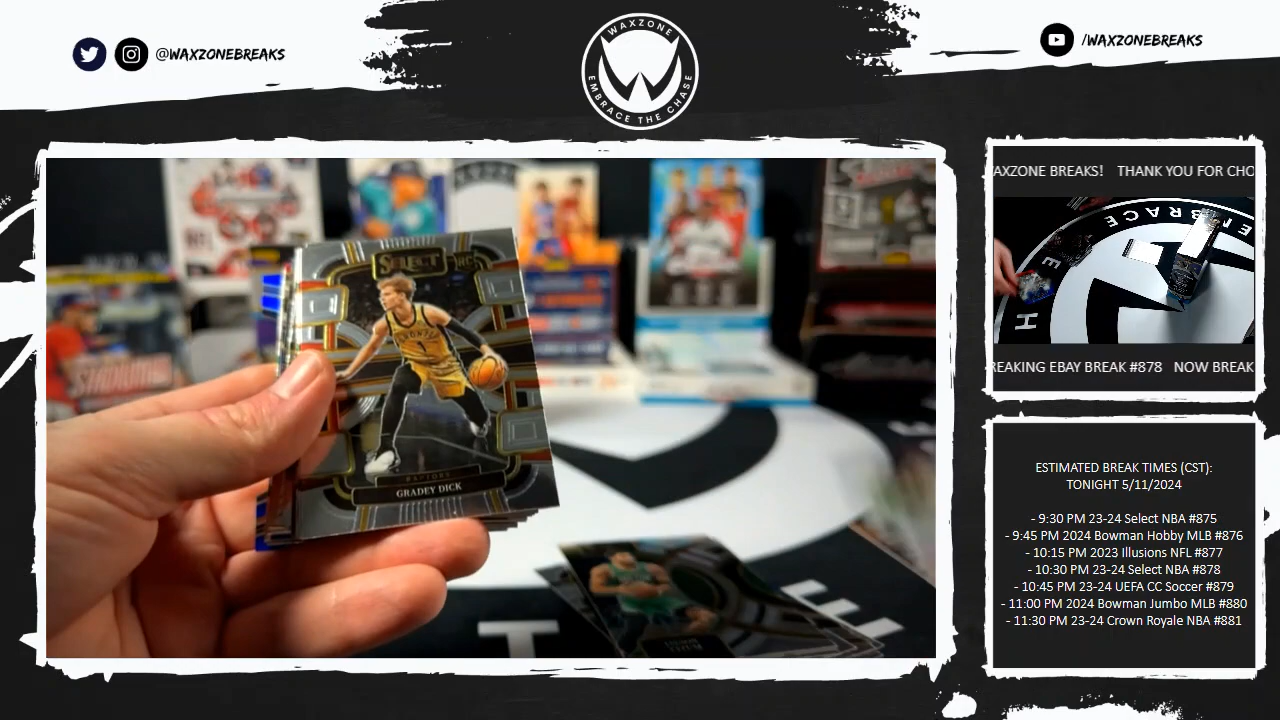 @WAXZONEBREAKS
WAXZONE
EMBRACE THE CHASE
/WAXZONEBREAKS
AXZONE BREAKS! THANK YOU FOR CHO
EMBRACE
H
REAKING EBAY BREAK #878 NOW BREAK
SELECT
RAPTORS
GRADEY DICK
T
E
ESTIMATED BREAK TIMES (CST):
TONIGHT 5/11/2024
- 9:30 PM 23-24 Select NBA #875
- 9:45 PM 2024 Bowman Hobby MLB #876
- 10:15 PM 2023 Illusions NFL #877
- 10:30 PM 23-24 Select NBA #878
- 10:45 PM 23-24 UEFA CC Soccer #879
- 11:00 PM 2024 Bowman Jumbo MLB #880
- 11:30 PM 23-24 Crown Royale NBA #881